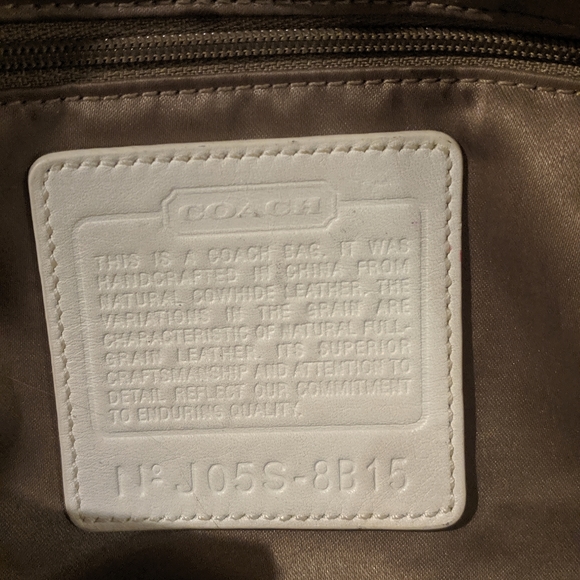 COACH
THIS IS A COACH BAG. IT WAS
HANDCRAFTED IN CHINA FROM
NATURAL COWHIDE LEATHER. THE
VARIATIONS IN THE GRAIN ARE
CHARACTERISTIC OF NATURAL FULL-
GRAIN LEATHER. ITS SUPERIOR
CRAFTSMANSHIP AND ATTENTION TO
DETAIL REFLECT OUR COMMITMENT
TO ENDURING QUALITY.
Nº J05S-8B15